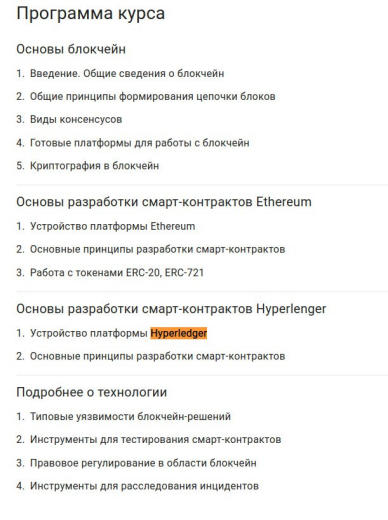 Программа курса
Основы блокчейн
1. Введение. Общие сведения о блокчейн
2. Общие принципы формирования цепочки блоков
3. Виды консенсусов
4. Готовые платформы для работы с блокчейн
5. Криптография в блокчейн
Основы разработки смарт-контрактов Ethereum
1. Устройство платформы Ethereum
2. Основные принципы разработки смарт-контрактов
3. Работа с токенами ERC-20, ERC-721
Основы разработки смарт-контрактов Hyperlenger
1. Устройство платформы Hyperledger
2. Основные принципы разработки смарт-контрактов
Подробнее о технологии
1. Типовые уязвимости блокчейн-решений
2. Инструменты для тестирования смарт-контрактов
3. Правовое регулирование в области блокчейн
4. Инструменты для расследования инцидентов